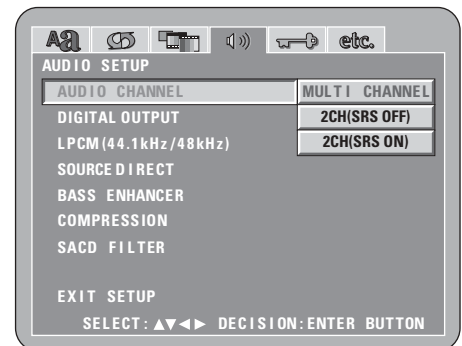 Aa etc.
AUDIO SETUP
AUDIO CHANNEL MULTI CHANNEL
DIGITAL OUTPUT 2CH(SRS OFF)
LPCM (44.1kHz/48kHz) 2CH(SRS ON)
SOURCE DIRECT
BASS ENHANCER
COMPRESSION
SACD FILTER
EXIT SETUP
SELECT:▲▼◄► DECISION:ENTER BUTTON